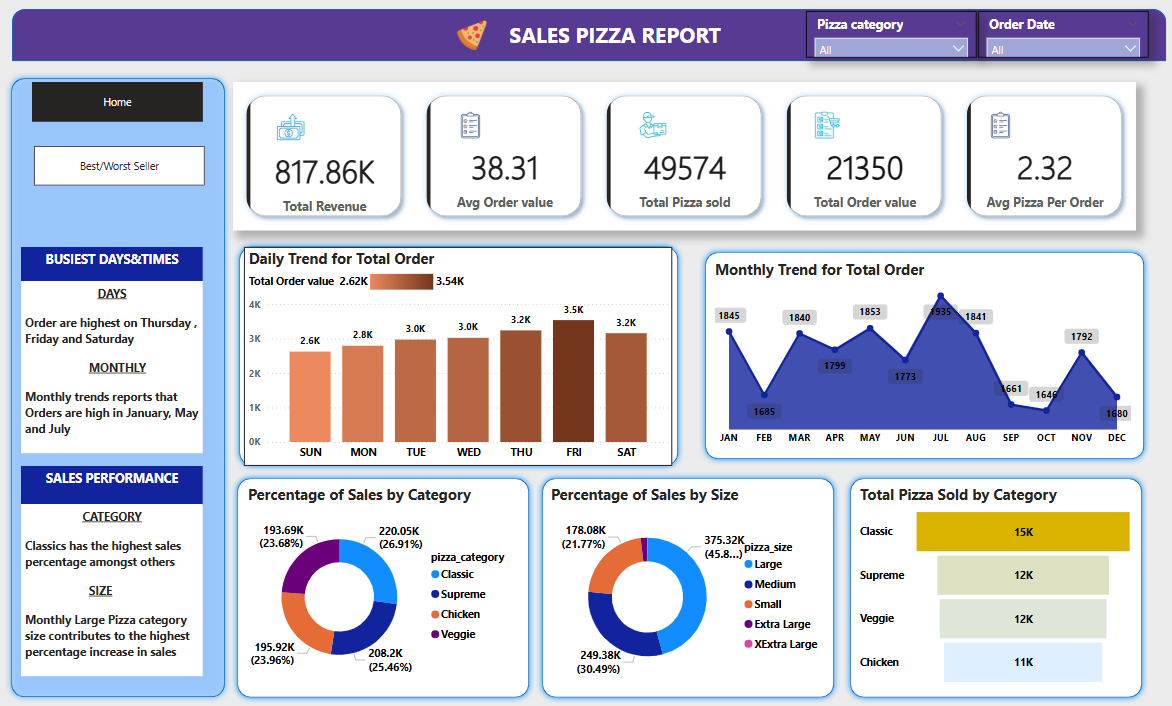 SALES PIZZA REPORT
Pizza category
All
Order Date
All
Home
Best/Worst Seller
817.86K
Total Revenue
38.31
Avg Order value
49574
Total Pizza sold
21350
Total Order value
2.32
Avg Pizza Per Order
BUSIEST DAYS&TIMES
DAYS
Order are highest on Thursday ,
Friday and Saturday
MONTHLY
Monthly trends reports that
Orders are high in January, May
and July
SALES PERFORMANCE
CATEGORY
Classics has the highest sales
percentage amongst others
SIZE
Monthly Large Pizza category
size contributes to the highest
percentage increase in sales
Daily Trend for Total Order
Total Order value 2.62K 3.54K
4K
3K
2K
1K
0K
2.6K 2.8K 3.0K 3.0K 3.2K 3.5K 3.2K
SUN MON TUE WED THU FRI SAT
Monthly Trend for Total Order
1845 1685 1840 1799 1853 1773 1935 1841 1661 1646 1792 1680
JAN FEB MAR APR MAY JUN JUL AUG SEP OCT NOV DEC
Percentage of Sales by Category
193.69K
(23.68%)
220.05K
(26.91%)
195.92K
(23.96%)
208.2K
(25.46%)
pizza_category
Classic
Supreme
Chicken
Veggie
Percentage of Sales by Size
178.08K
(21.77%)
375.32K
(45.8...)
249.38K
(30.49%)
pizza_size
Large
Medium
Small
Extra Large
XExtra Large
Total Pizza Sold by Category
Classic 15K
Supreme 12K
Veggie 12K
Chicken 11K